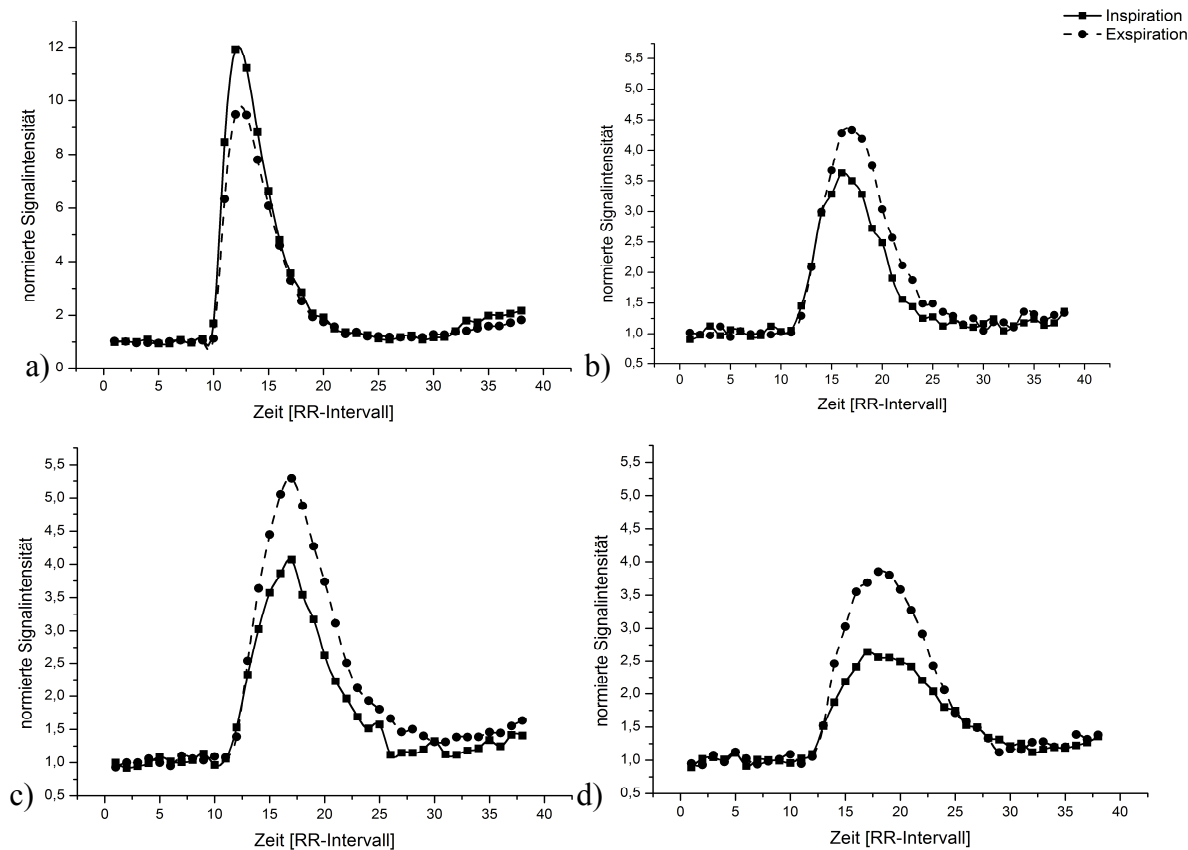 Inspiration
Exspiration
normierte Signalintensität
12
10
8
6
4
2
0
0 5 10 15 20 25 30 35 40
Zeit [RR-Intervall]
a)
normierte Signalintensität
5,5
5,0
4,5
4,0
3,5
3,0
2,5
2,0
1,5
1,0
0,5
0 5 10 15 20 25 30 35 40
Zeit [RR-Intervall]
b)
normierte Signalintensität
5,5
5,0
4,5
4,0
3,5
3,0
2,5
2,0
1,5
1,0
0,5
0 5 10 15 20 25 30 35 40
Zeit [RR-Intervall]
c)
normierte Signalintensität
5,5
5,0
4,5
4,0
3,5
3,0
2,5
2,0
1,5
1,0
0,5
0 5 10 15 20 25 30 35 40
Zeit [RR-Intervall]
d)